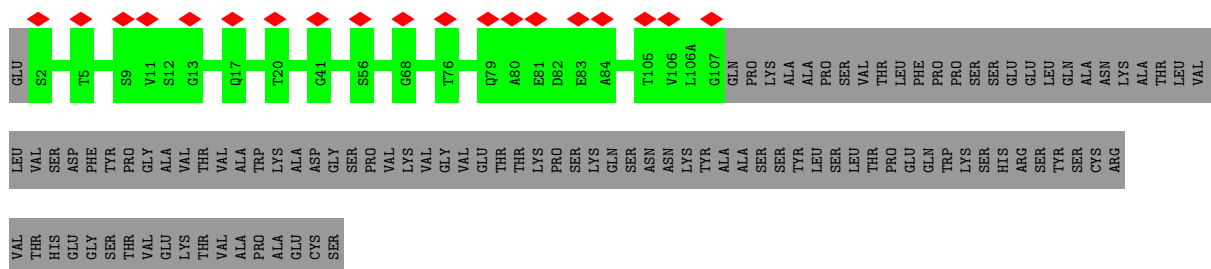 GLU S2 T5 S9 V11 S12 G13 Q17 T20 G41 S56 G68 T76 Q79 A80 E81 D82 E83 A84 T105 V106 L106A G107 GLN PRO LYS ALA ALA PRO SER VAL THR LEU PHE PRO PRO SER SER GLU GLU LEU GLN ALA ASN LYS ALA THR LEU VAL
LEU VAL SER ASP PHE TYR PRO GLY ALA VAL THR VAL ALA TRP LYS ALA ASP GLY SER PRO VAL LYS VAL GLY VAL GLU THR THR LYS PRO SER LYS GLN SER ASN ASN LYS TYR ALA ALA SER SER TYR LEU SER LEU THR PRO GLU GLN TRP LYS SER HIS ARG SER TYR SER CYS ARG
VAL THR HIS GLU GLY SER THR VAL GLU LYS THR VAL ALA PRO ALA GLU CYS SER